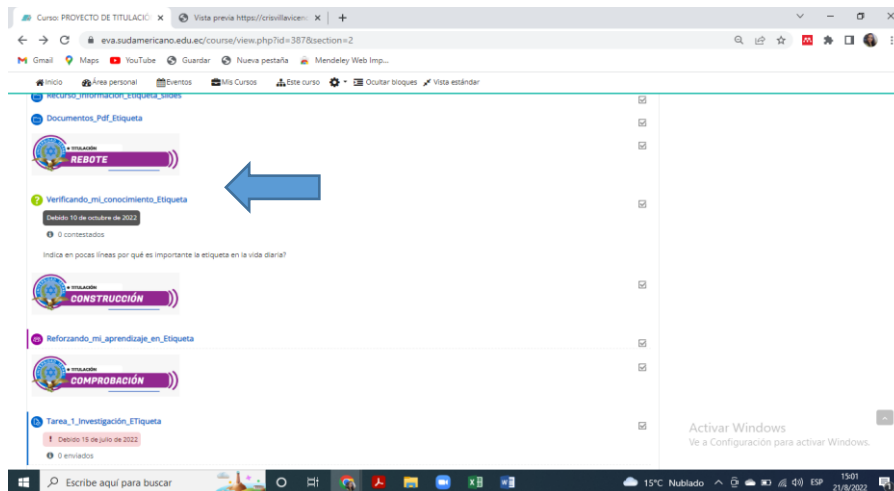 Curso: PROYECTO DE TITULACIÓ
Vista previa https://crisvillavicenc
eva.sudamericano.edu.ec/course/view.php?id=387&section=2
Gmail Maps YouTube Guardar Nueva pestaña Mendeley Web Imp...
Inicio Área personal Eventos Mis Cursos Este curso Ocultar bloques Vista estándar
Recurso_Información_Etiqueta_slides
Documentos_Pdf_Etiqueta
TITULACIÓN
REBOTE
Verificando_mi_conocimiento_Etiqueta
Debido 10 de octubre de 2022
0 contestados
Indica en pocas líneas por qué es importante la etiqueta en la vida diaria?
TITULACIÓN
CONSTRUCCIÓN
Reforzando_mi_aprendizaje_en_Etiqueta
TITULACIÓN
COMPROBACIÓN
Tarea_1_Investigación_ETiqueta
! Debido 15 de julio de 2022
0 enviados
Activar Windows
Ve a Configuración para activar Windows.
Escribe aquí para buscar
15°C Nublado
ESP
15:01
21/8/2022